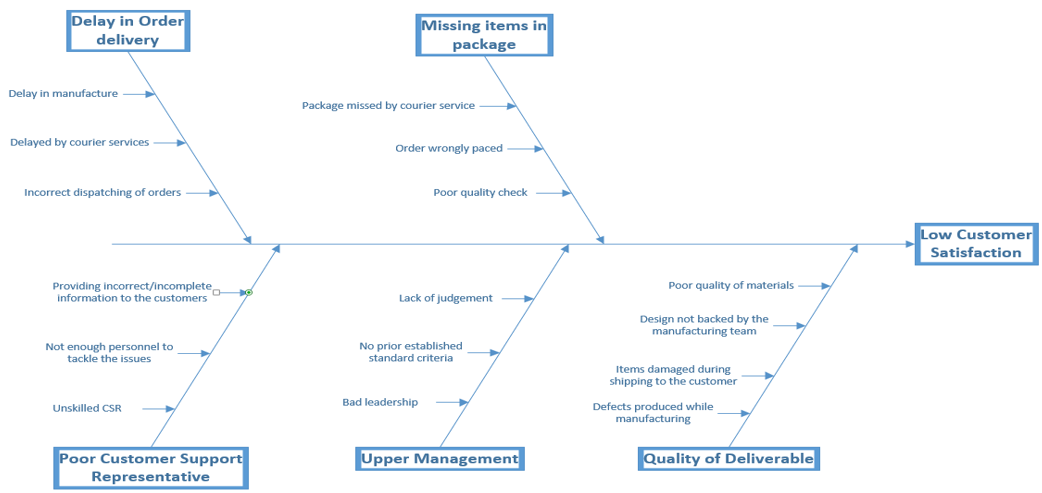 Delay in Order
delivery
Missing items in
package
Delay in manufacture
Package missed by courier service
Delayed by courier services
Order wrongly paced
Incorrect dispatching of orders
Poor quality check
Low Customer
Satisfaction
Providing incorrect/incomplete
information to the customers
Lack of judgement
Poor quality of materials
Design not backed by the
manufacturing team
Not enough personnel to
tackle the issues
No prior established
standard criteria
Items damaged during
shipping to the customer
Unskilled CSR
Bad leadership
Defects produced while
manufacturing
Poor Customer Support
Representative
Upper Management
Quality of Deliverable